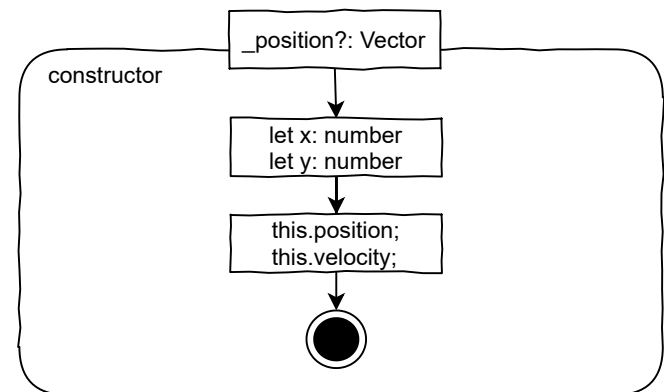 _position?: Vector
constructor
let x: number
let y: number
this.position;
this.velocity;